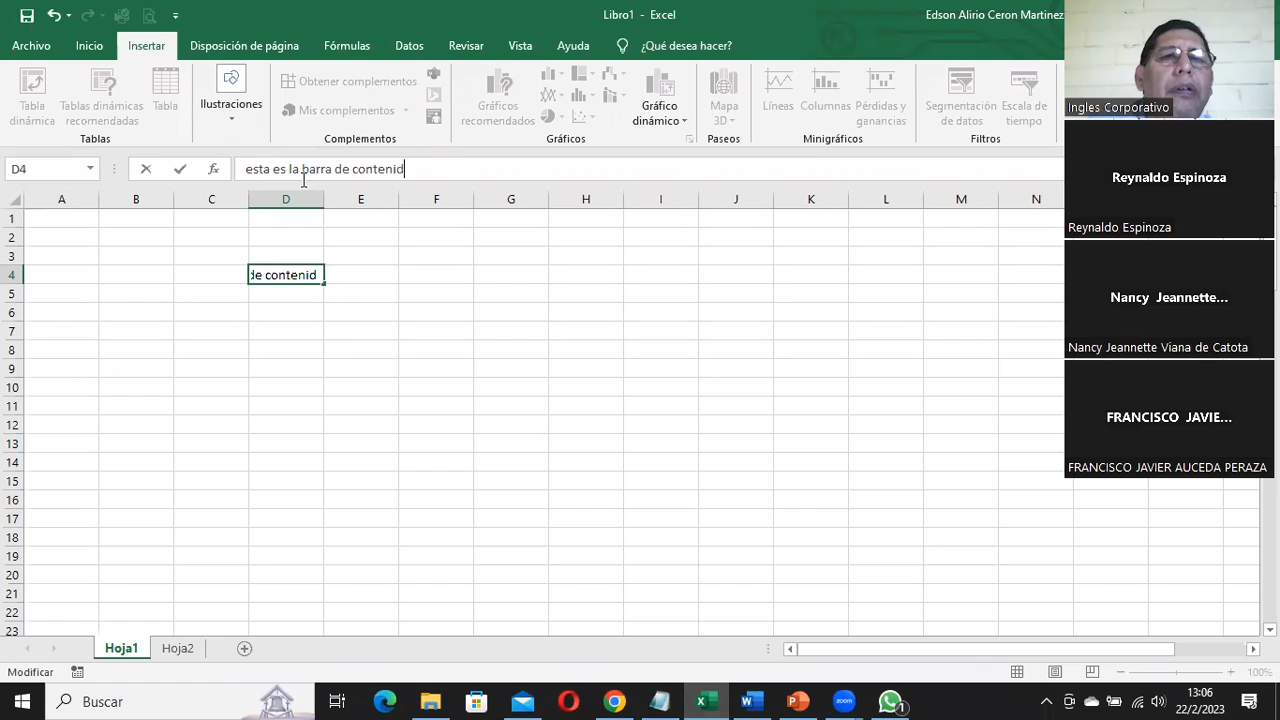 Libro1 - Excel
Edson Alirio Ceron Martinez
Archivo
Inicio
Insertar
Disposición de página
Fórmulas
Datos
Revisar
Vista
Ayuda
¿Qué desea hacer?
Tabla dinámica
Tablas dinámicas recomendadas
Tabla
Tablas
Ilustraciones
Obtener complementos
Mis complementos
Complementos
Gráficos recomendados
Gráficos
Gráfico dinámico
Mapa 3D
Paseos
Líneas
Columnas
Pérdidas y ganancias
Minigráficos
Segmentación de datos
Escala de tiempo
Filtros
D4
fx
esta es la barra de contenid
A B C D E F G H I J K L M N
1
2
3
4 de contenid
5
6
7
8
9
10
11
12
13
14
15
16
17
18
19
20
21
22
23
Ingles Corporativo
Reynaldo Espinoza
Reynaldo Espinoza
Nancy Jeannette...
Nancy Jeannette Viana de Catota
FRANCISCO JAVIE...
FRANCISCO JAVIER AUCEDA PERAZA
Hoja1
Hoja2
Modificar
100%
Buscar
1
13:06
22/2/2023